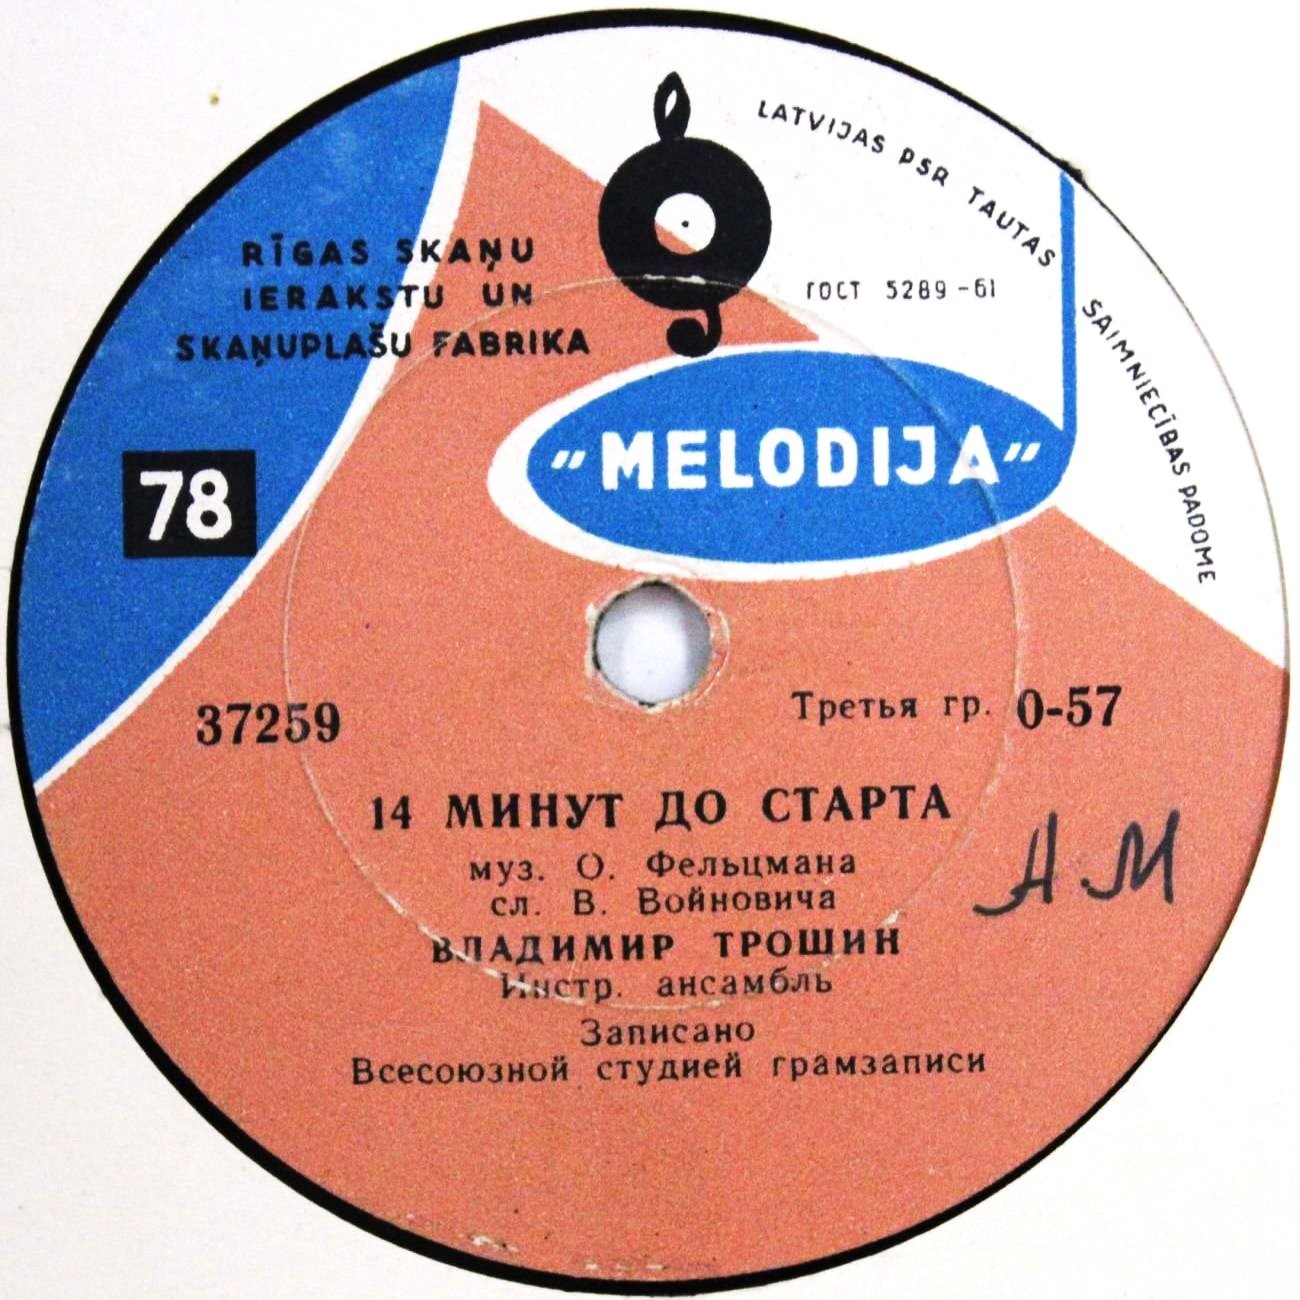 LATVIJAS PSR TAUTAS SAIMNIECĪBAS PADOME
RĪGAS SKAŅU
IERAKSTU UN
SKAŅUPLAŠU FABRIKA
ГОСТ 5289-61
"MELODIJA"
78
37259
Третья гр. 0-57
14 МИНУТ ДО СТАРТА
муз. О. Фельцмана
сл. В. Войновича
ВЛАДИМИР ТРОШИН
Инстр. ансамбль
Записано
Всесоюзной студией грамзаписи
А. М